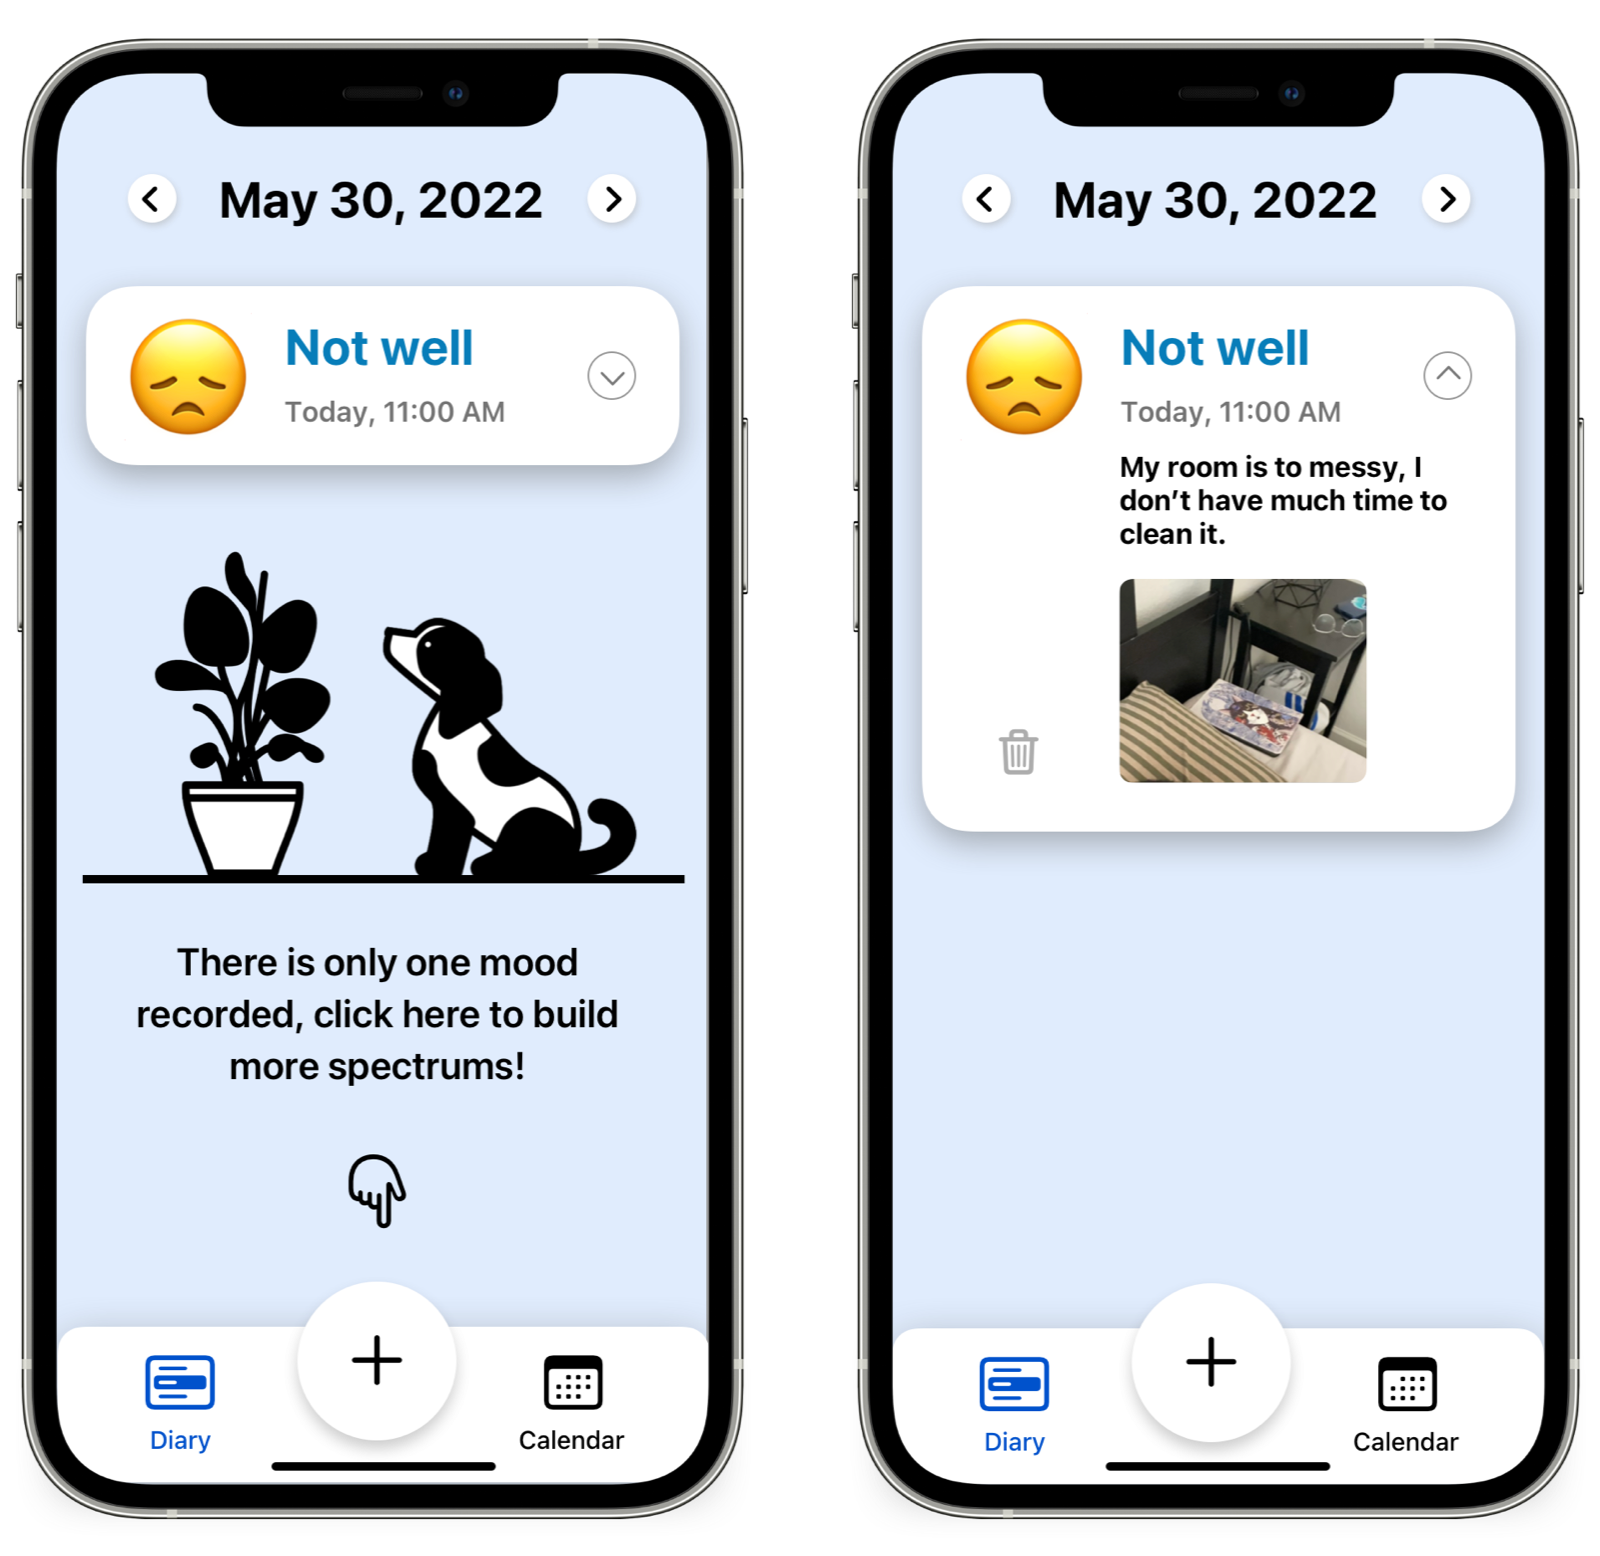 May 30, 2022
Not well
Today, 11:00 AM
There is only one mood
recorded, click here to build
more spectrums!
Diary
Calendar
May 30, 2022
Not well
Today, 11:00 AM
My room is to messy, I
don’t have much time to
clean it.
Diary
Calendar